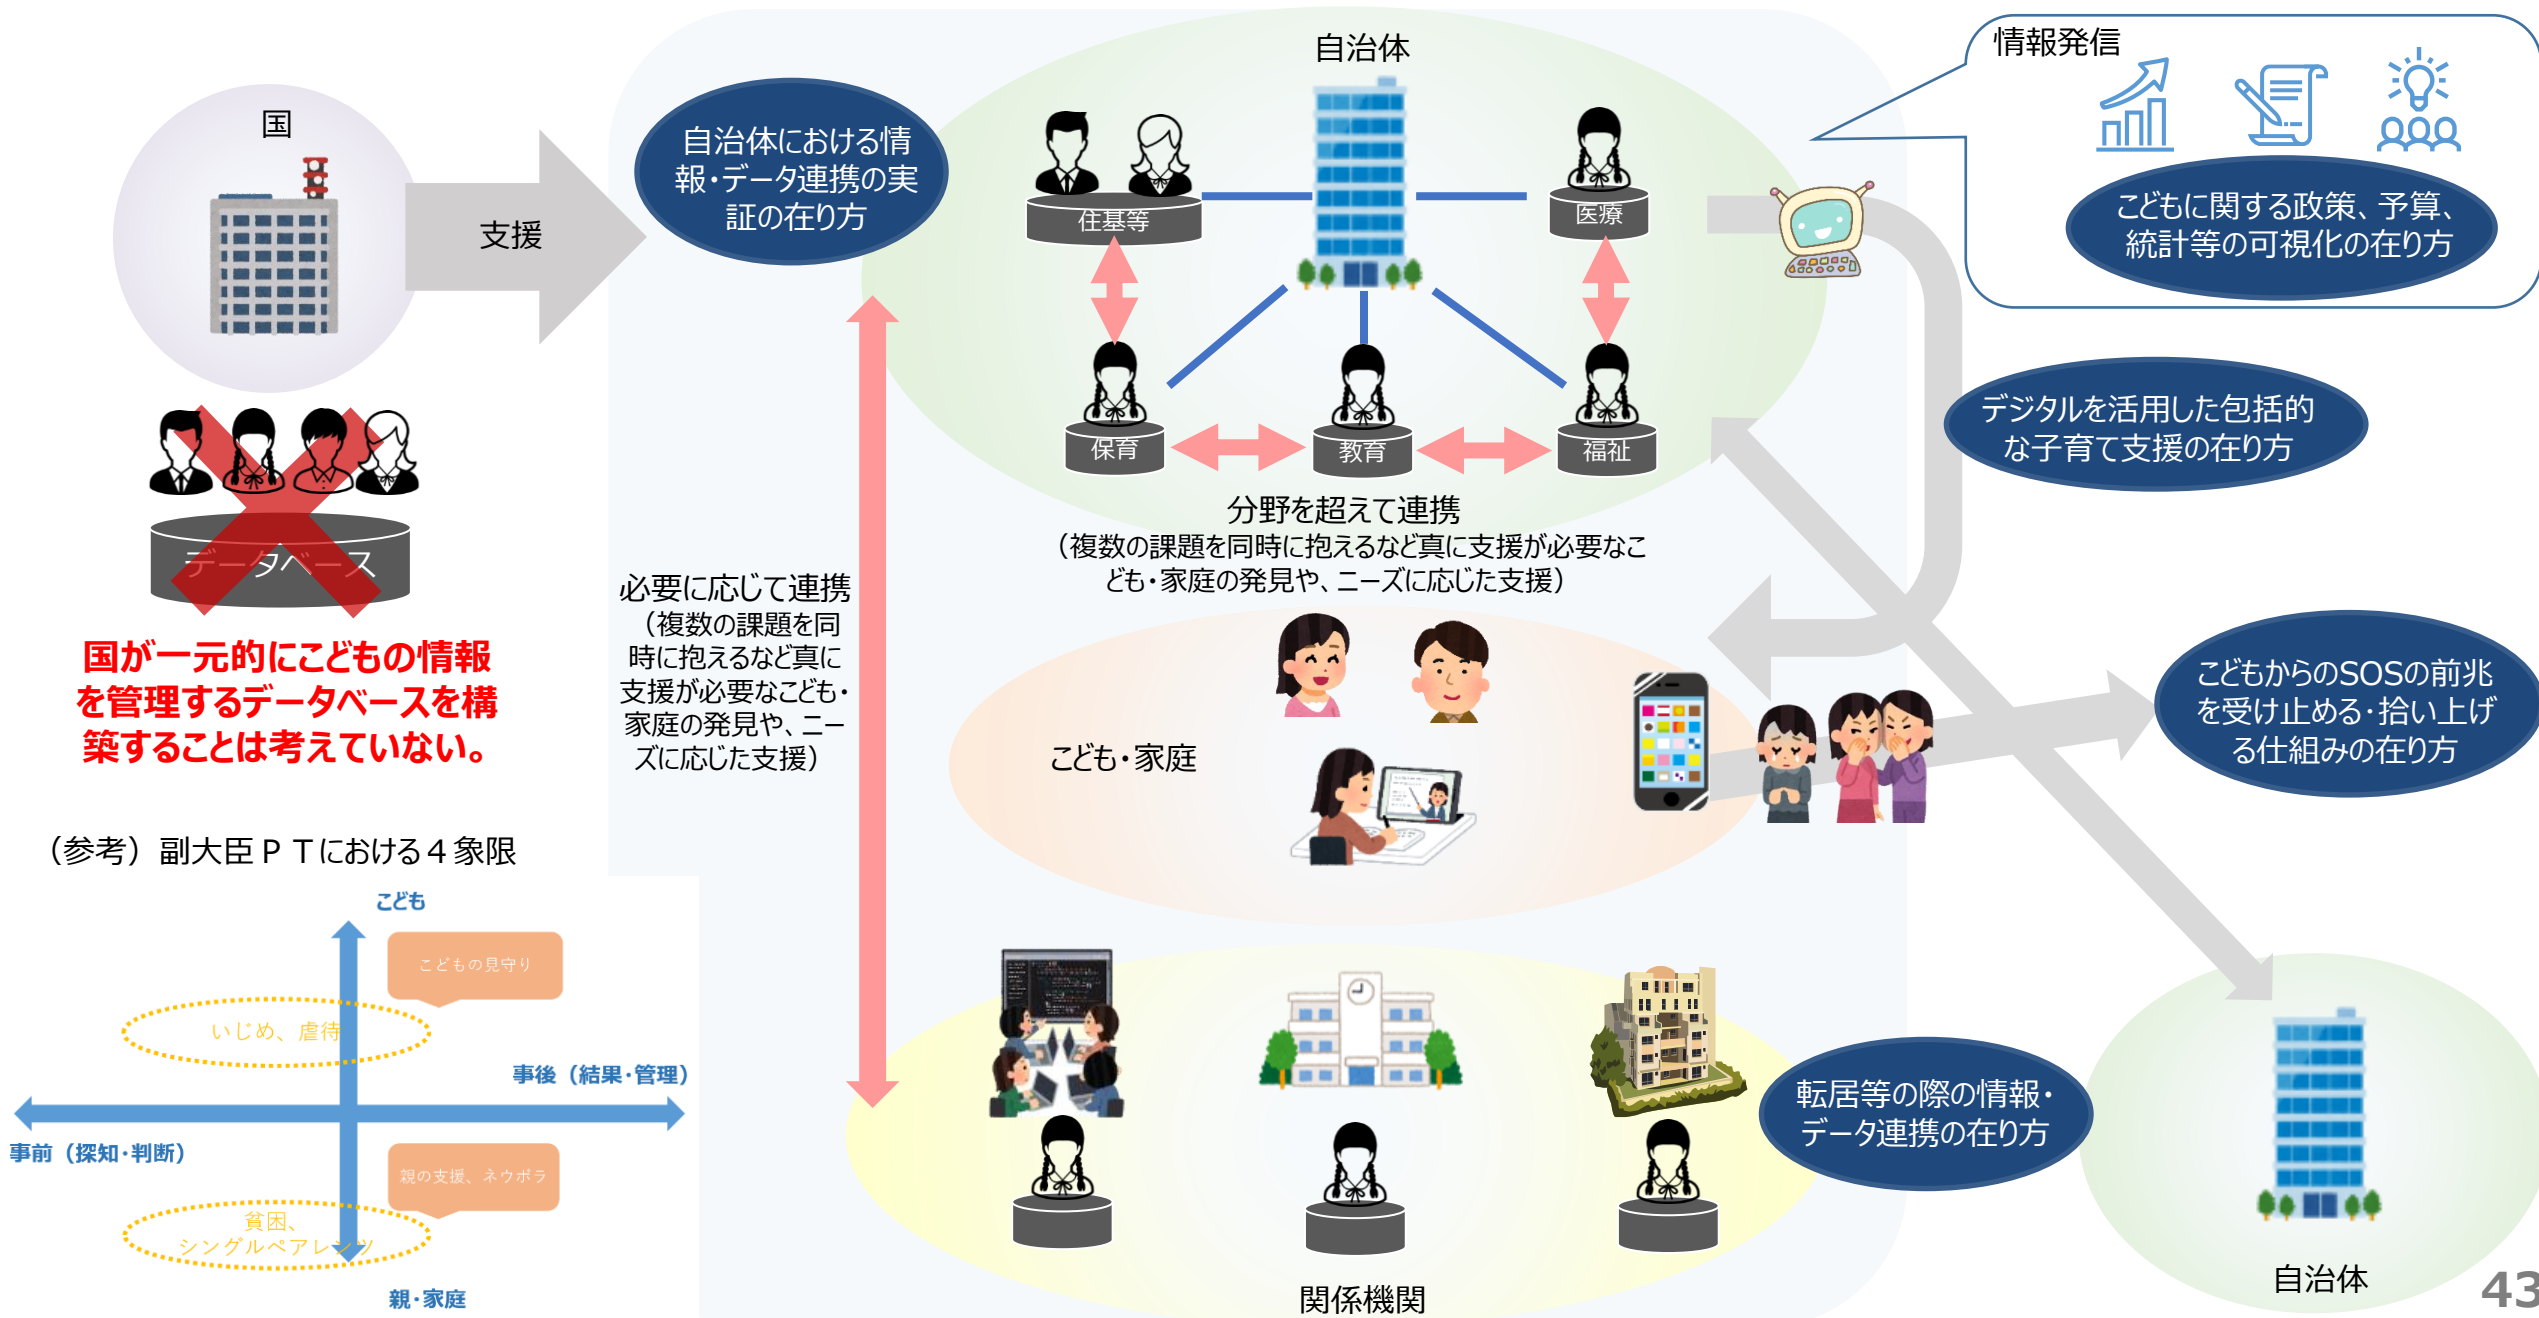 国
支援
データベース
国が一元的にこどもの情報
を管理するデータベースを構
築することは考えていない。
自治体における情
報・データ連携の実
証の在り方
自治体
住基等
医療
保育
教育
福祉
分野を超えて連携
（複数の課題を同時に抱えるなど真に支援が必要なこ
ども・家庭の発見や、ニーズに応じた支援）
必要に応じて連携
（複数の課題を同
時に抱えるなど真に
支援が必要なこども・
家庭の発見や、ニー
ズに応じた支援）
こども・家庭
関係機関
情報発信
こどもに関する政策、予算、
統計等の可視化の在り方
デジタルを活用した包括的
な子育て支援の在り方
こどもからのSOSの前兆
を受け止める・拾い上げ
る仕組みの在り方
転居等の際の情報・
データ連携の在り方
自治体
（参考）副大臣ＰＴにおける４象限
こども
こどもの見守り
いじめ、虐待
事後（結果・管理）
事前（探知・判断）
親の支援、ネウボラ
貧困、
シングルペアレンツ
親・家庭
43